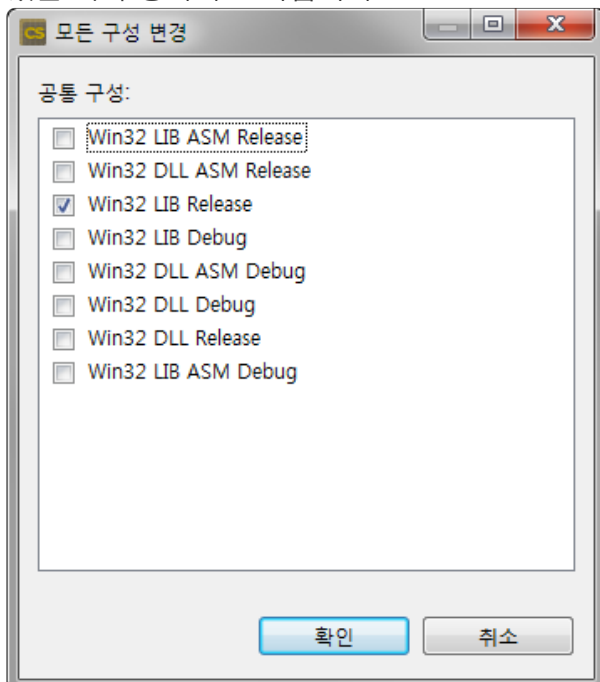 CS 모든 구성 변경
공통 구성:
Win32 LIB ASM Release
Win32 DLL ASM Release
Win32 LIB Release
Win32 LIB Debug
Win32 DLL ASM Debug
Win32 DLL Debug
Win32 DLL Release
Win32 LIB ASM Debug
확인 취소